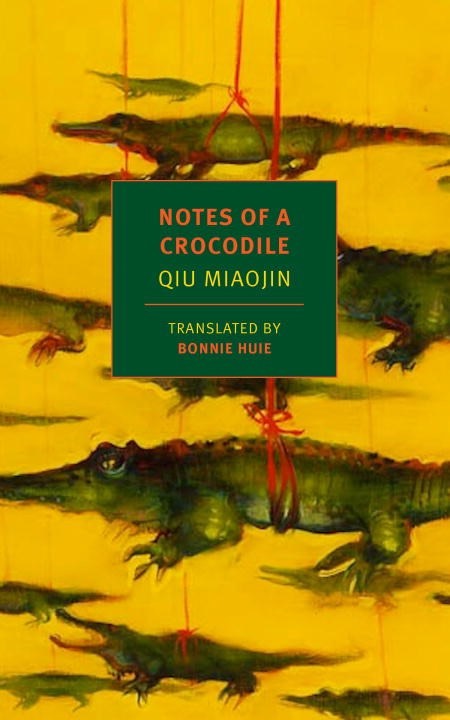 NOTES OF A
CROCODILE
QIU MIAOJIN
TRANSLATED BY
BONNIE HUIE